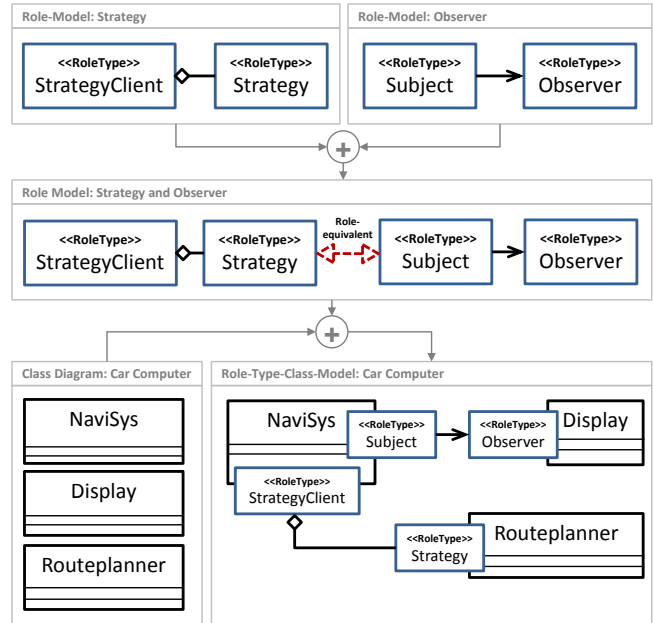 Role-Model: Strategy
<<RoleType>>
StrategyClient
<<RoleType>>
Strategy
Role-Model: Observer
<<RoleType>>
Subject
<<RoleType>>
Observer
+
Role Model: Strategy and Observer
<<RoleType>>
StrategyClient
<<RoleType>>
Strategy
Role-
equivalent
<<RoleType>>
Subject
<<RoleType>>
Observer
+
Class Diagram: Car Computer
NaviSys
Display
Routeplanner
Role-Type-Class-Model: Car Computer
NaviSys
<<RoleType>>
Subject
<<RoleType>>
Observer
Display
<<RoleType>>
StrategyClient
<<RoleType>>
Strategy
Routeplanner